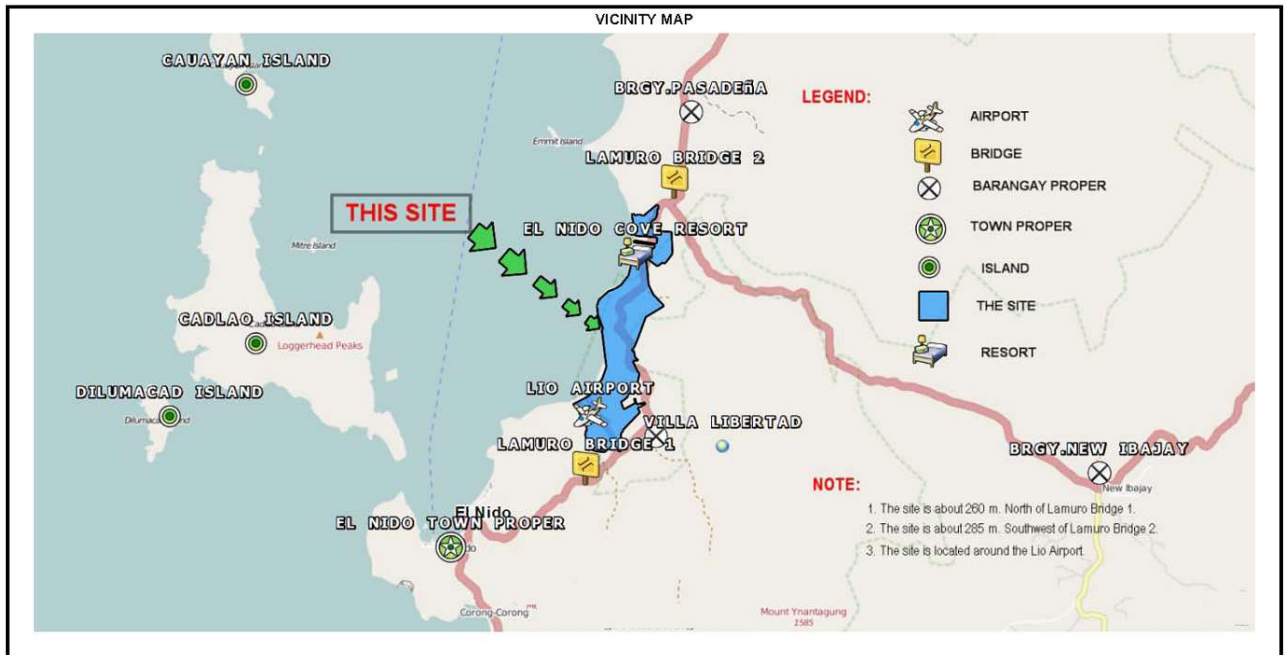 VICINITY MAP
CAUAYAN ISLAND
BRGY.PASADEñA
LEGEND:
AIRPORT
BRIDGE
BARANGAY PROPER
TOWN PROPER
ISLAND
THE SITE
RESORT
Emmit Island
LAMURO BRIDGE 2
THIS SITE
EL NIDO COVE RESORT
Mitre Island
CADLAO ISLAND
Loggerhead Peaks
DILUMACAD ISLAND
LIO AIRPORT
VILLA LIBERTAD
LAMURO BRIDGE 1
BRGY.NEW IBAJAY
New Ibajay
El Nido
EL NIDO TOWN PROPER
NOTE:
1. The site is about 260 m. North of Lamuro Bridge 1.
2. The site is about 285 m. Southwest of Lamuro Bridge 2.
3. The site is located around the Lio Airport.
Corong-Corong
Mount Ynantagung
1585